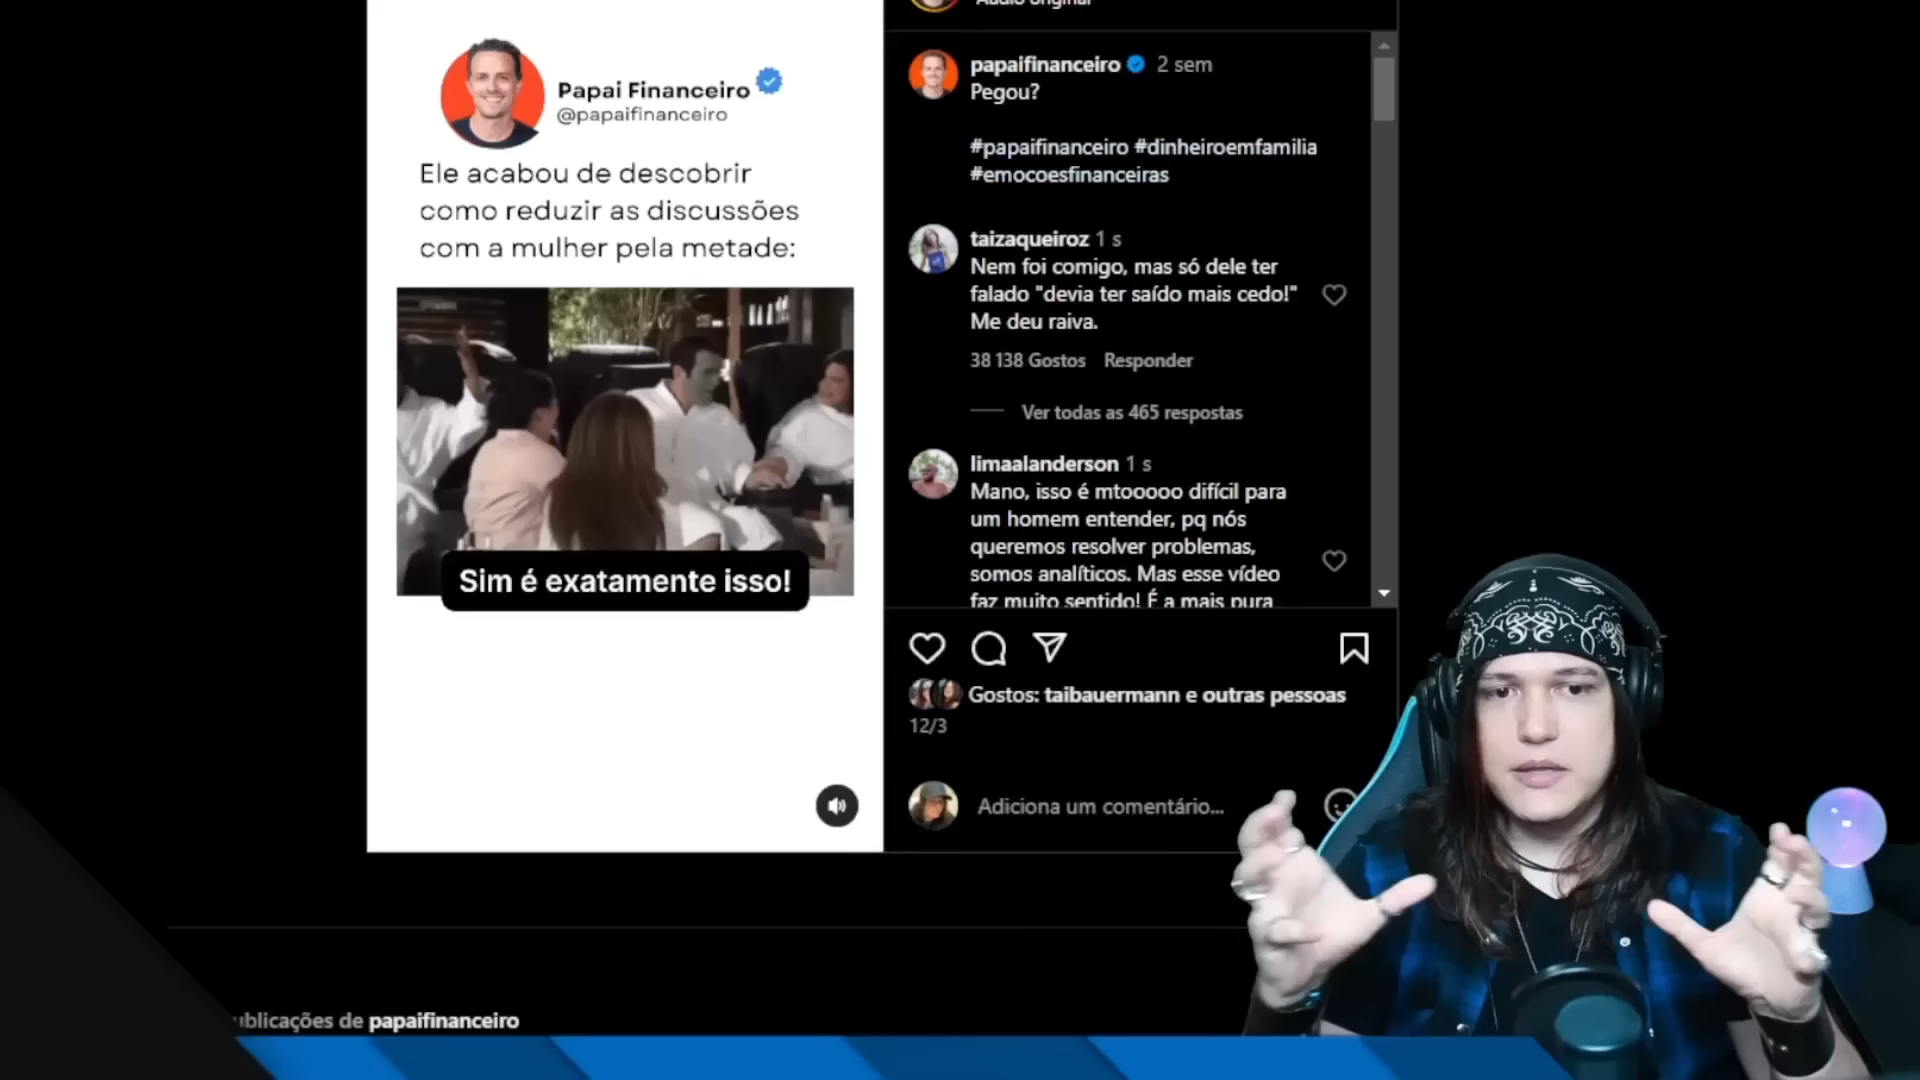 Papai Financeiro
@papaifinanceiro
Ele acabou de descobrir
como reduzir as discussões
com a mulher pela metade:
Sim é exatamente isso!
Áudio original
papaifinanceiro 2 sem
Pegou?
#papaifinanceiro #dinheiroemfamilia
#emocoesfinanceiras
taizaqueiroz 1 s
Nem foi comigo, mas só dele ter
falado "devia ter saído mais cedo!"
Me deu raiva.
38 138 Gostos Responder
Ver todas as 465 respostas
limaalanderson 1 s
Mano, isso é mtooooo difícil para
um homem entender, pq nós
queremos resolver problemas,
somos analíticos. Mas esse vídeo
faz muito sentido! É a mais pura
Gostos: taibauermann e outras pessoas
12/3
Adiciona um comentário...
ublicações de papaifinanceiro